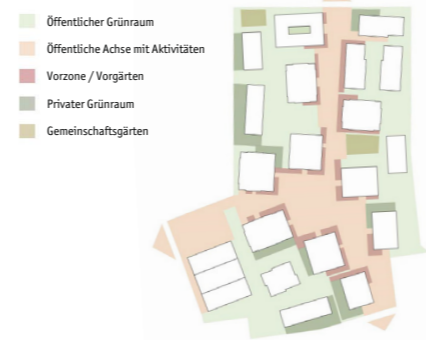 Öffentlicher Grünraum
Öffentliche Achse mit Aktivitäten
Vorzone / Vorgärten
Privater Grünraum
Gemeinschaftsgärten